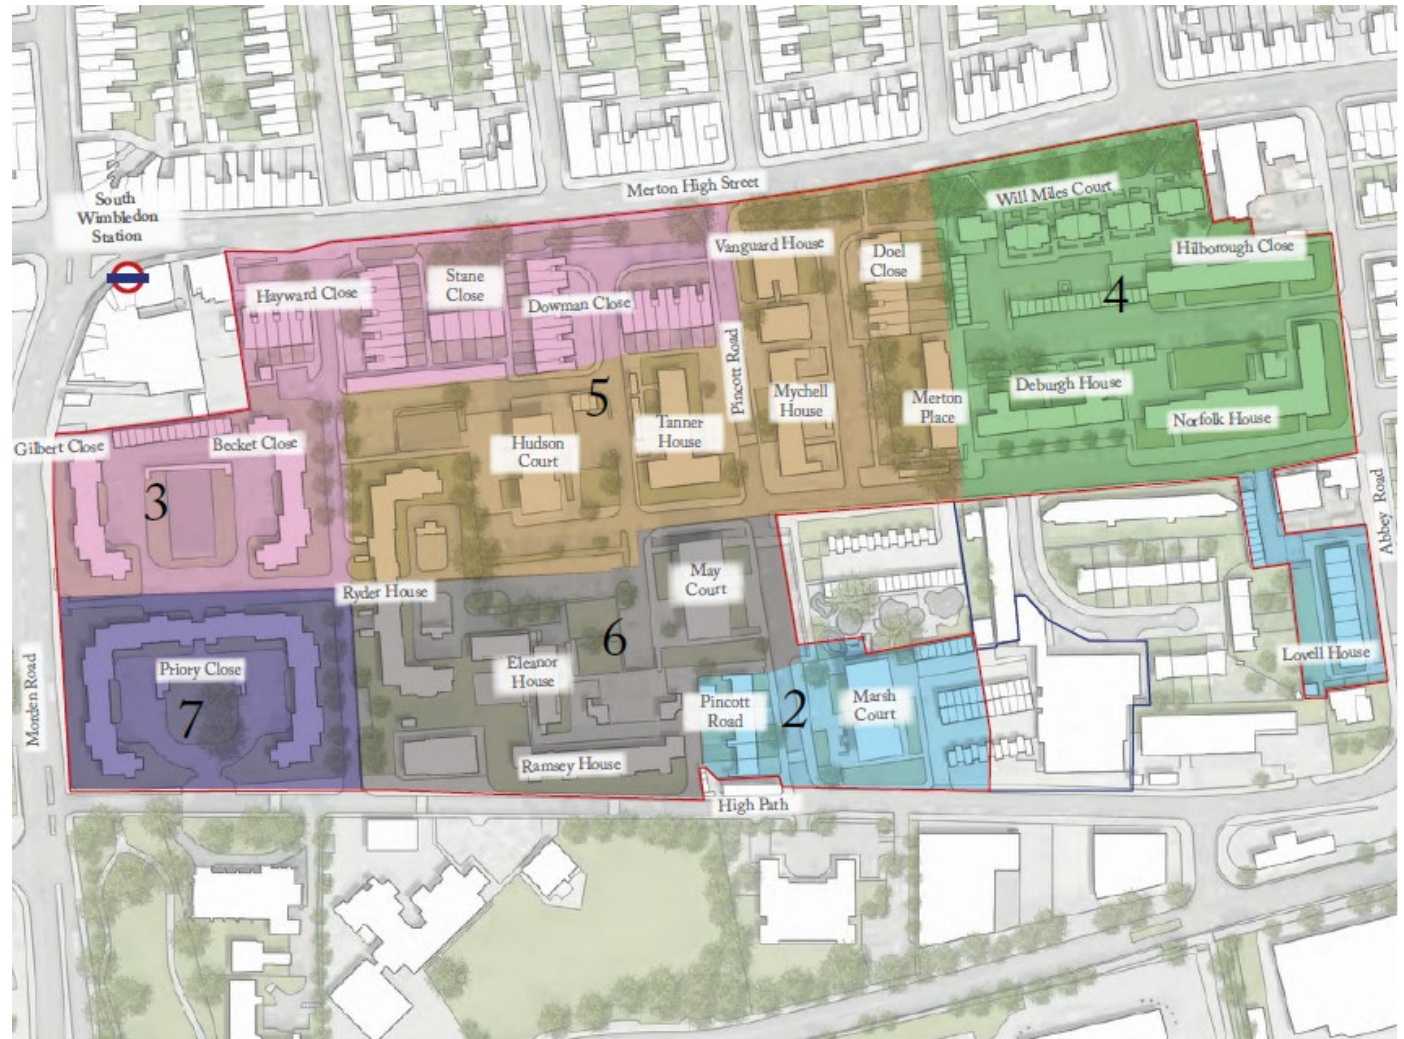 Merton High Street
South
Wimbledon
Station
Will Miles Court
Vanguard House
Doel
Close
Hilborough Close
Hayward Close
Stane
Close
Dowman Close
4
Pincott Road
5
Mychell
House
Deburgh House
Merton
Place
Norfolk House
Gilbert Close
Becket Close
Hudson
Court
Tanner
House
3
Abbey Road
Ryder House
May
Court
6
Eleanor
House
Lovell House
Priory Close
Morden Road
7
Pincott
Road
2
Marsh
Court
Ramsey House
High Path